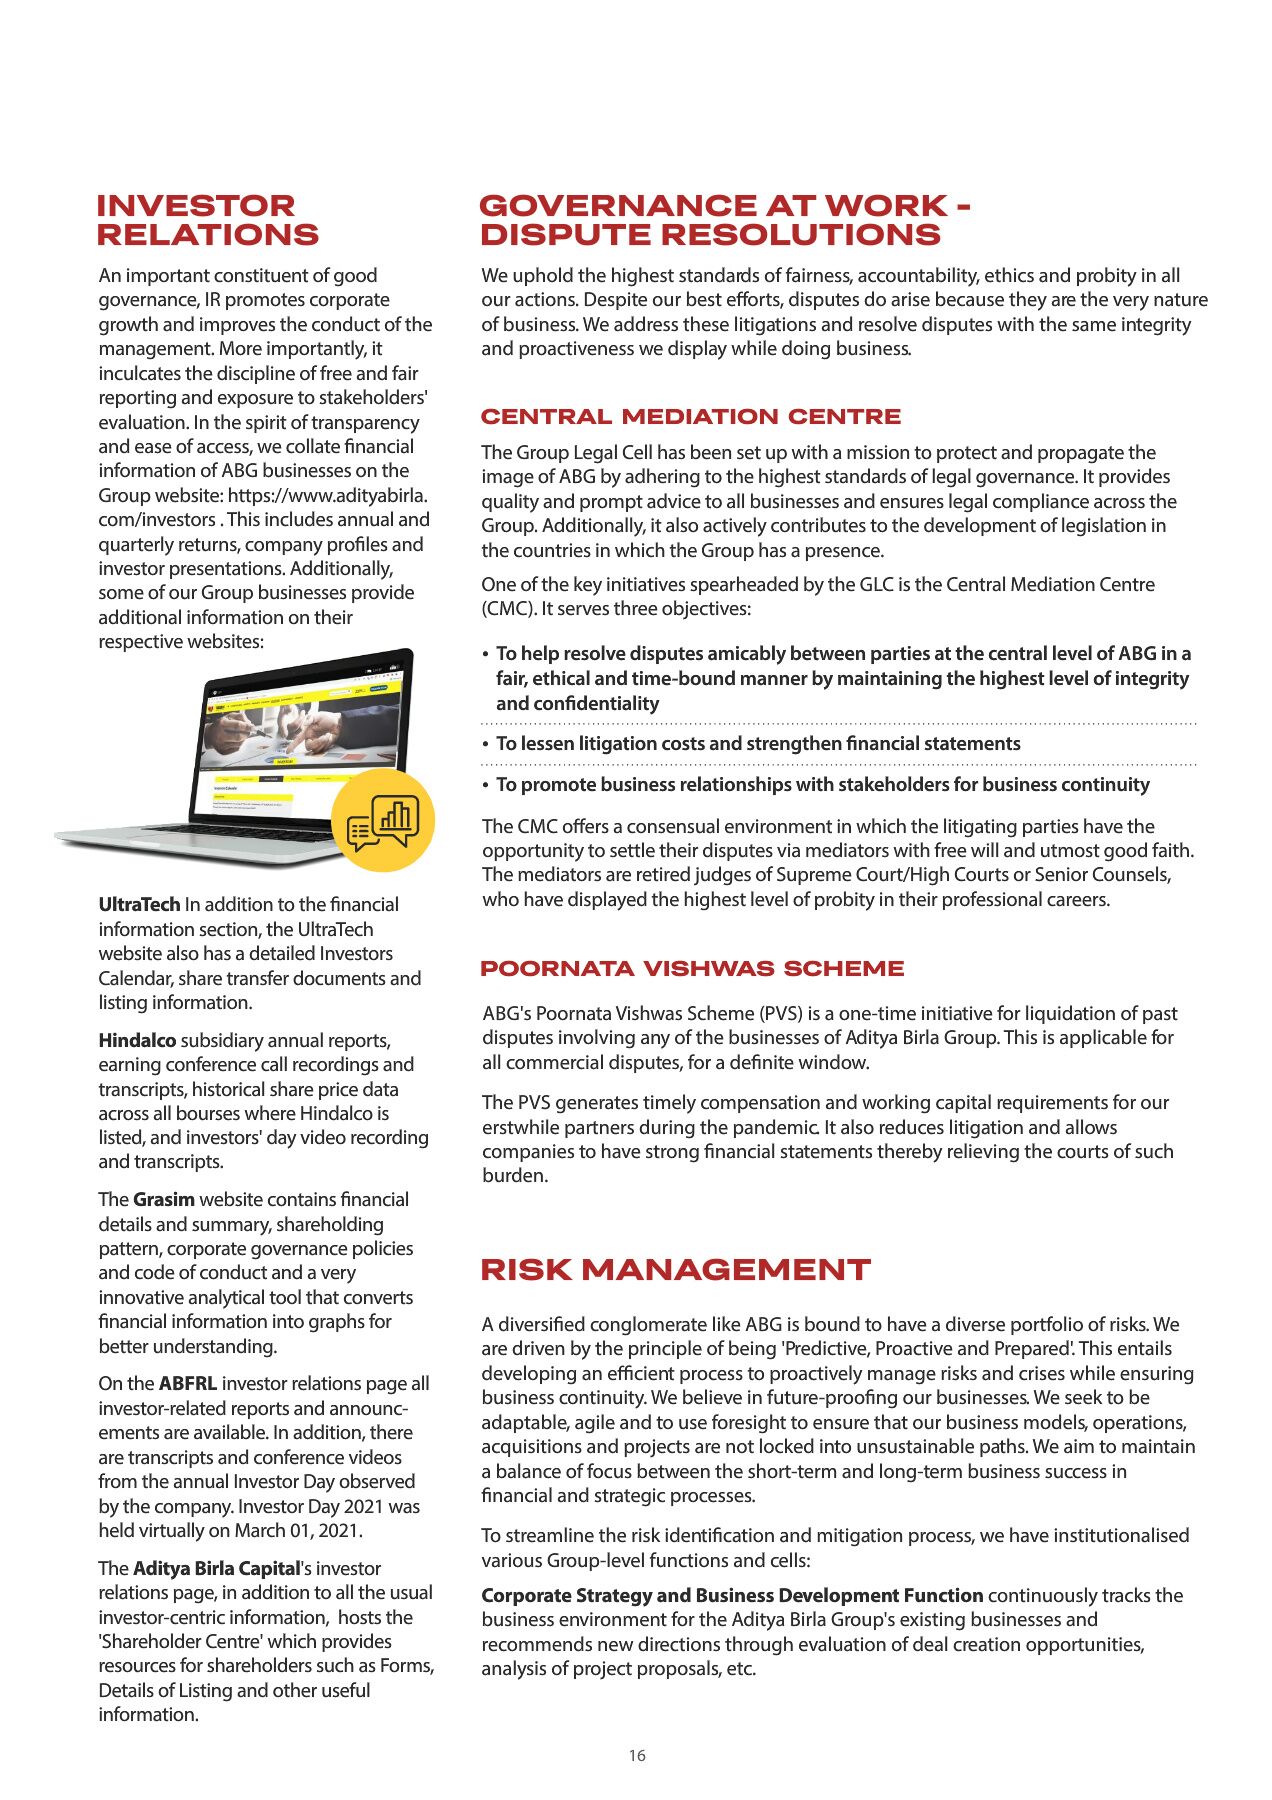 INVESTOR
RELATIONS
An important constituent of good
governance, IR promotes corporate
growth and improves the conduct of the
management. More importantly, it
inculcates the discipline of free and fair
reporting and exposure to stakeholders'
evaluation. In the spirit of transparency
and ease of access, we collate financial
information of ABG businesses on the
Group website: https://www.adityabirla.
com/investors . This includes annual and
quarterly returns, company profiles and
investor presentations. Additionally,
some of our Group businesses provide
additional information on their
respective websites:
UltraTech In addition to the financial
information section, the UltraTech
website also has a detailed Investors
Calendar, share transfer documents and
listing information.
Hindalco subsidiary annual reports,
earning conference call recordings and
transcripts, historical share price data
across all bourses where Hindalco is
listed, and investors' day video recording
and transcripts.
The Grasim website contains financial
details and summary, shareholding
pattern, corporate governance policies
and code of conduct and a very
innovative analytical tool that converts
financial information into graphs for
better understanding.
On the ABFRL investor relations page all
investor-related reports and announc-
ements are available. In addition, there
are transcripts and conference videos
from the annual Investor Day observed
by the company. Investor Day 2021 was
held virtually on March 01, 2021.
The Aditya Birla Capital's investor
relations page, in addition to all the usual
investor-centric information, hosts the
'Shareholder Centre' which provides
resources for shareholders such as Forms,
Details of Listing and other useful
information.
GOVERNANCE AT WORK -
DISPUTE RESOLUTIONS
We uphold the highest standards of fairness, accountability, ethics and probity in all
our actions. Despite our best efforts, disputes do arise because they are the very nature
of business. We address these litigations and resolve disputes with the same integrity
and proactiveness we display while doing business.
CENTRAL MEDIATION CENTRE
The Group Legal Cell has been set up with a mission to protect and propagate the
image of ABG by adhering to the highest standards of legal governance. It provides
quality and prompt advice to all businesses and ensures legal compliance across the
Group. Additionally, it also actively contributes to the development of legislation in
the countries in which the Group has a presence.
One of the key initiatives spearheaded by the GLC is the Central Mediation Centre
(CMC). It serves three objectives:
• To help resolve disputes amicably between parties at the central level of ABG in a
fair, ethical and time-bound manner by maintaining the highest level of integrity
and confidentiality
• To lessen litigation costs and strengthen financial statements
• To promote business relationships with stakeholders for business continuity
The CMC offers a consensual environment in which the litigating parties have the
opportunity to settle their disputes via mediators with free will and utmost good faith.
The mediators are retired judges of Supreme Court/High Courts or Senior Counsels,
who have displayed the highest level of probity in their professional careers.
POORNATA VISHWAS SCHEME
ABG's Poornata Vishwas Scheme (PVS) is a one-time initiative for liquidation of past
disputes involving any of the businesses of Aditya Birla Group. This is applicable for
all commercial disputes, for a definite window.
The PVS generates timely compensation and working capital requirements for our
erstwhile partners during the pandemic. It also reduces litigation and allows
companies to have strong financial statements thereby relieving the courts of such
burden.
RISK MANAGEMENT
A diversified conglomerate like ABG is bound to have a diverse portfolio of risks. We
are driven by the principle of being 'Predictive, Proactive and Prepared'. This entails
developing an efficient process to proactively manage risks and crises while ensuring
business continuity. We believe in future-proofing our businesses. We seek to be
adaptable, agile and to use foresight to ensure that our business models, operations,
acquisitions and projects are not locked into unsustainable paths. We aim to maintain
a balance of focus between the short-term and long-term business success in
financial and strategic processes.
To streamline the risk identification and mitigation process, we have institutionalised
various Group-level functions and cells:
Corporate Strategy and Business Development Function continuously tracks the
business environment for the Aditya Birla Group's existing businesses and
recommends new directions through evaluation of deal creation opportunities,
analysis of project proposals, etc.
16